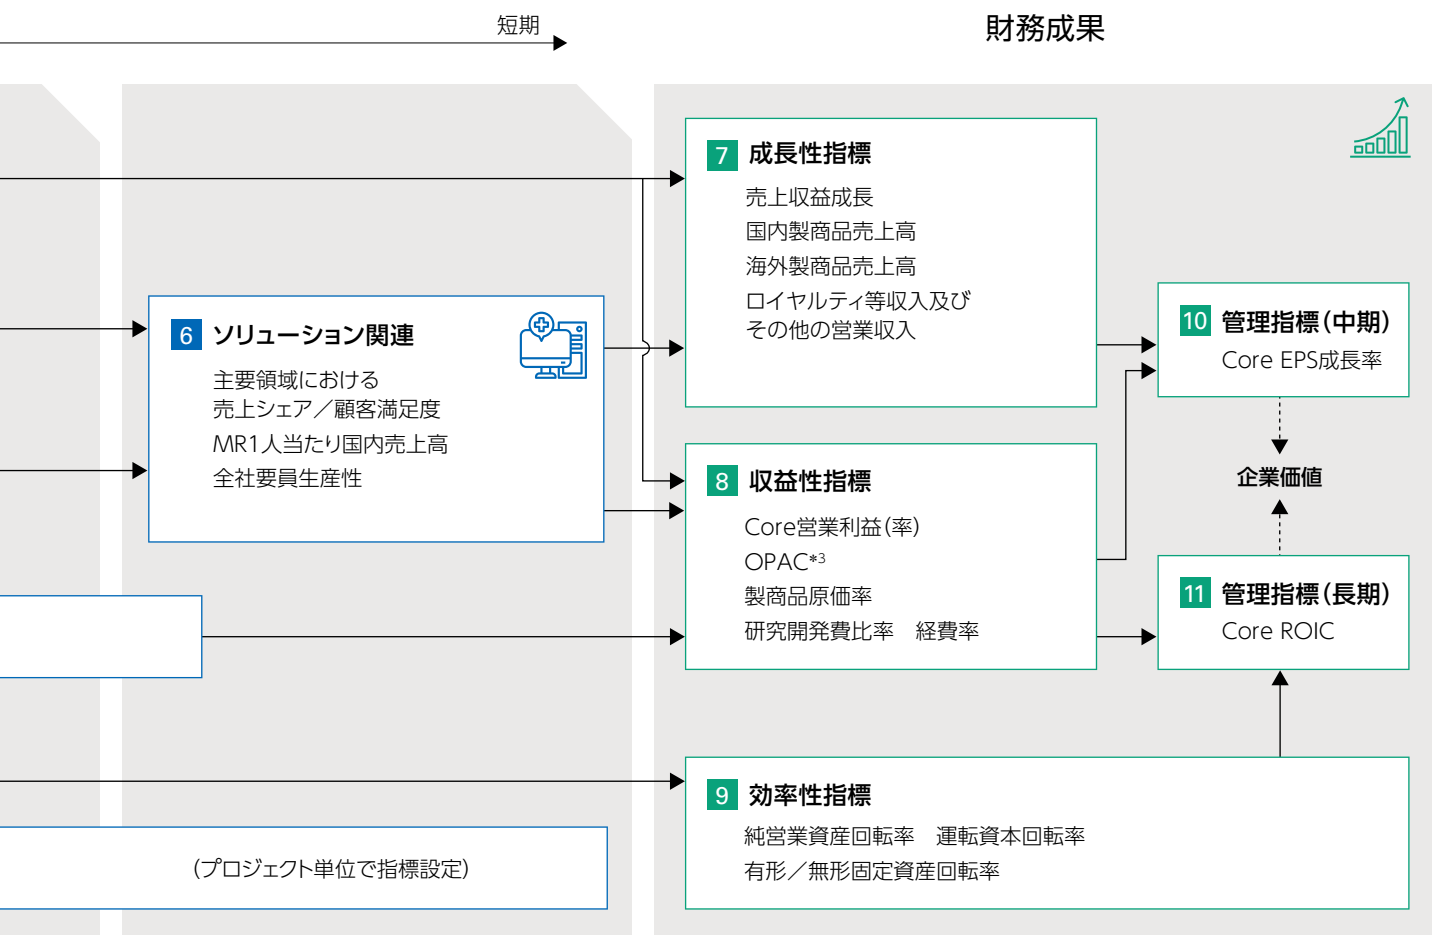 短期
財務成果
6 ソリューション関連
主要領域における
売上シェア／顧客満足度
MR1人当たり国内売上高
全社要員生産性
(プロジェクト単位で指標設定)
7 成長性指標
売上収益成長
国内製商品売上高
海外製商品売上高
ロイヤルティ等収入及び
その他の営業収入
8 収益性指標
Core営業利益(率)
OPAC*3
製商品原価率
研究開発費比率　経費率
9 効率性指標
純営業資産回転率　運転資本回転率
有形／無形固定資産回転率
10 管理指標(中期)
Core EPS成長率
企業価値
11 管理指標(長期)
Core ROIC